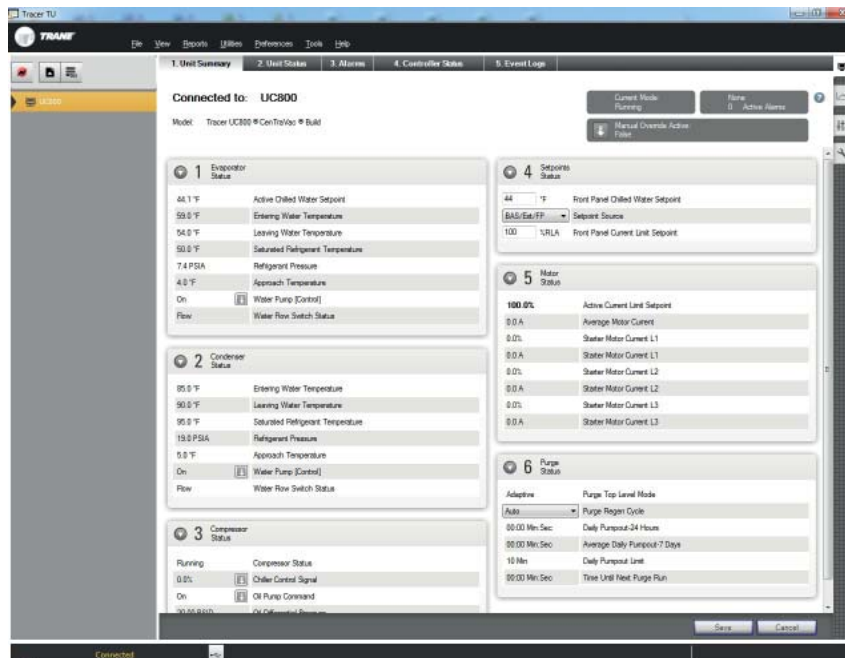 Tracer TU
TRANE
File View Reports Utilities Preferences Tools Help
1. Unit Summary 2. Unit Status 3. Alarms 4. Controller Status 5. Event Logs
UC800
Connected to: UC800
Model: Tracer UC800 ® CenTraVac ® Build
Current Mode:
Running
None
0 Active Alarms
Manual Override Active:
False
1 Evaporator Status
44.1 °F Active Chilled Water Setpoint
59.0 °F Entering Water Temperature
54.0 °F Leaving Water Temperature
50.0 °F Saturated Refrigerant Temperature
7.4 PSIA Refrigerant Pressure
4.0 °F Approach Temperature
On Water Pump [Control]
Flow Water Flow Switch Status
2 Condenser Status
85.0 °F Entering Water Temperature
90.0 °F Leaving Water Temperature
95.0 °F Saturated Refrigerant Temperature
19.0 PSIA Refrigerant Pressure
5.0 °F Approach Temperature
On Water Pump [Control]
Flow Water Flow Switch Status
3 Compressor Status
Running Compressor Status
0.0% Chiller Control Signal
On Oil Pump Command
20.00 PSID Oil Differential Pressure
4 Setpoints Status
44 °F Front Panel Chilled Water Setpoint
BAS/Ext/FP Setpoint Source
100 %RLA Front Panel Current Limit Setpoint
5 Motor Status
100.0% Active Current Limit Setpoint
0.0 A Average Motor Current
0.0% Starter Motor Current L1
0.0 A Starter Motor Current L1
0.0% Starter Motor Current L2
0.0 A Starter Motor Current L2
0.0% Starter Motor Current L3
0.0 A Starter Motor Current L3
6 Purge Status
Adaptive Purge Top Level Mode
Auto Purge Regen Cycle
00:00 Min:Sec Daily Pumpout-24 Hours
00:00 Min:Sec Average Daily Pumpout-7 Days
10 Min Daily Pumpout Limit
00:00 Min:Sec Time Until Next Purge Run
Save Cancel
Connected